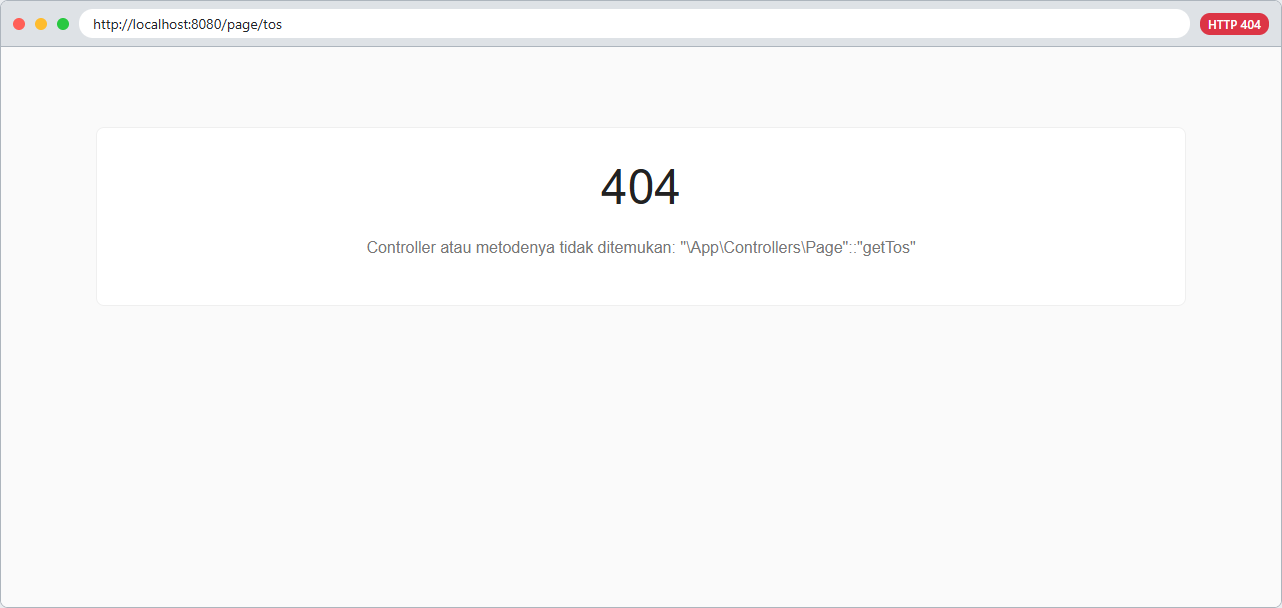 http://localhost:8080/page/tos
HTTP 404
404
Controller atau metodenya tidak ditemukan: "\App\Controllers\Page"::"getTos"